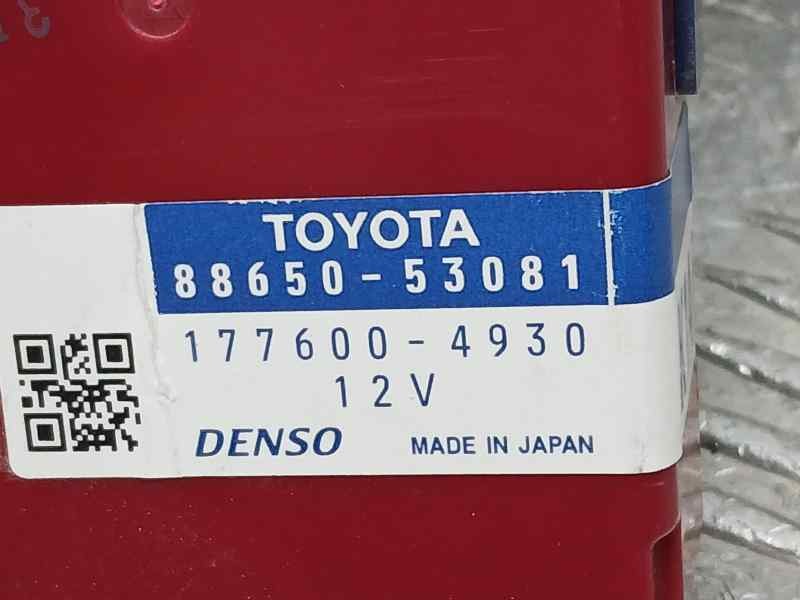 TOYOTA
88650-53081
177600-4930
12V
DENSO MADE IN JAPAN